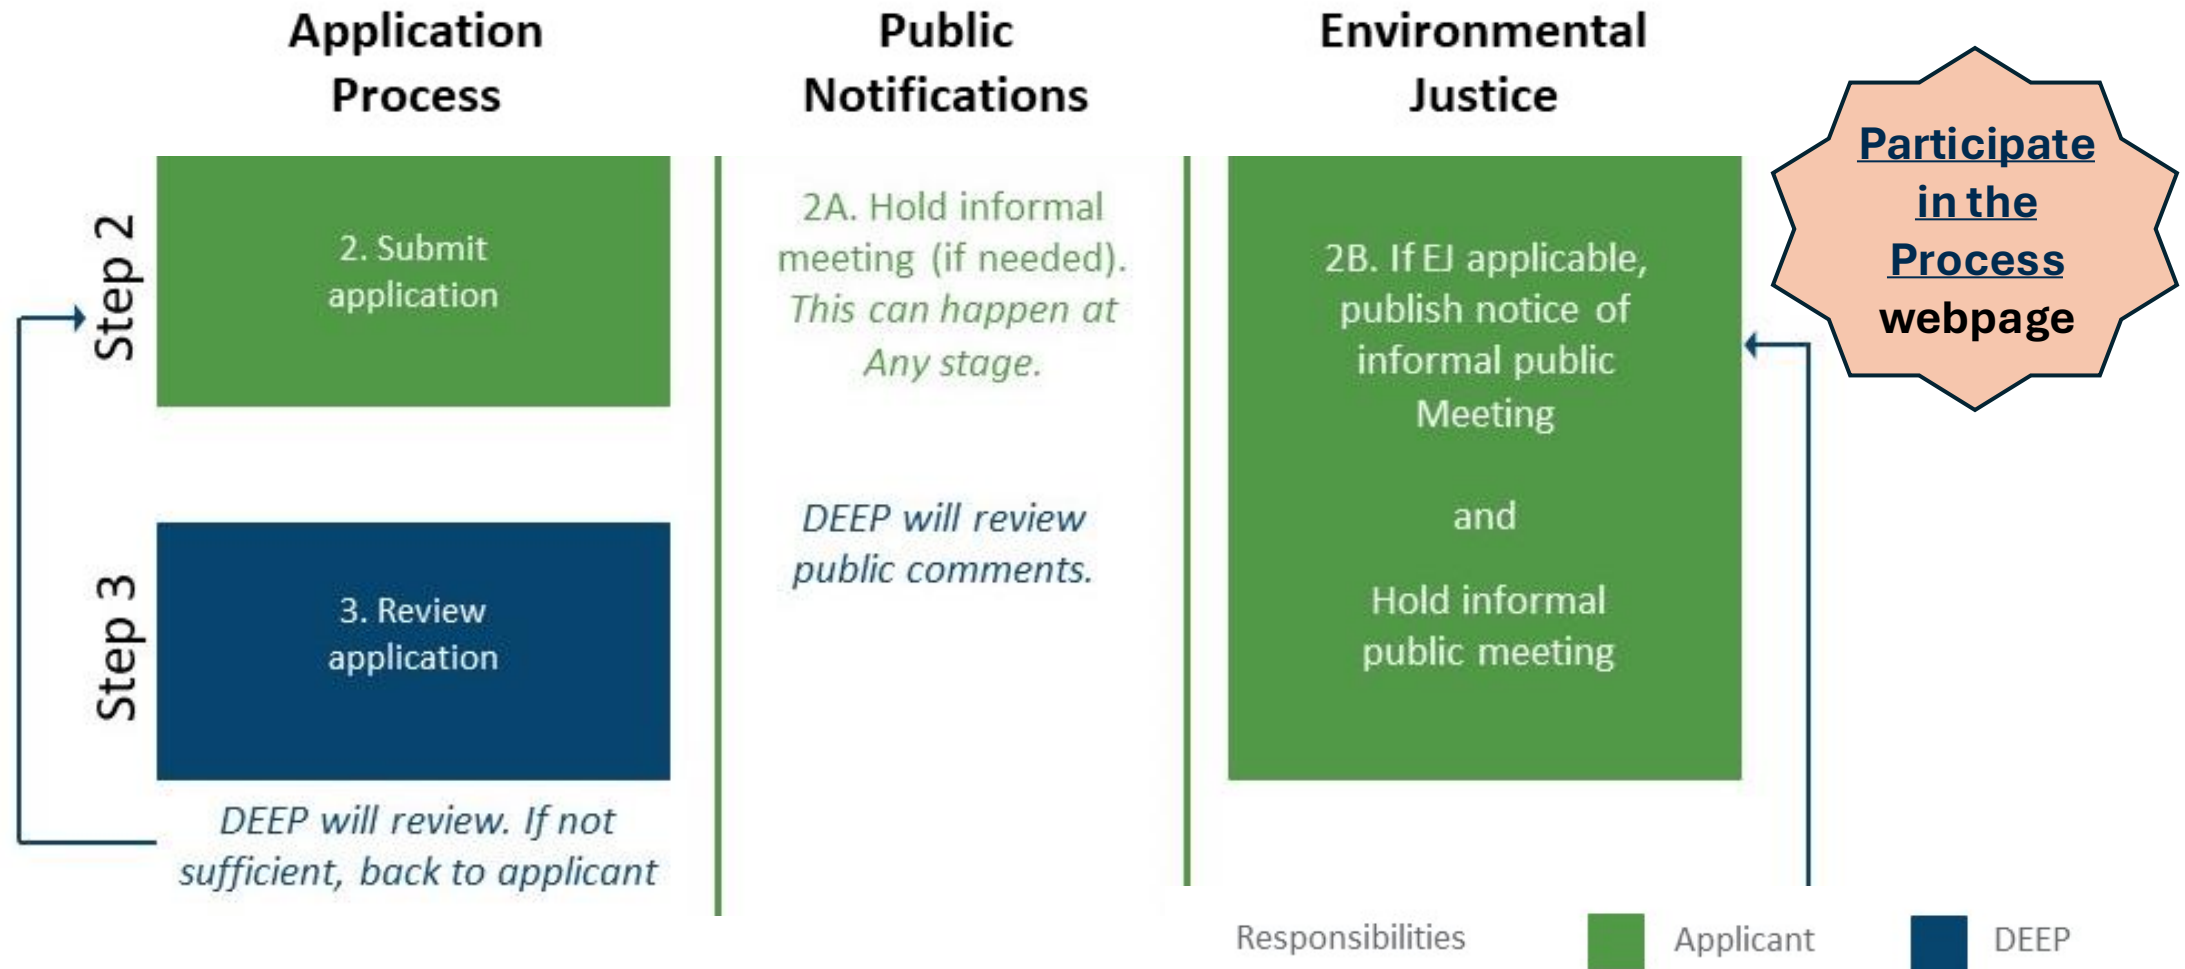 Application
Process
Public
Notifications
Environmental
Justice
Participate
in the
Process
webpage
Step 2
2. Submit
application
2A. Hold informal
meeting (if needed).
This can happen at
Any stage.
2B. If EJ applicable,
publish notice of
informal public
Meeting
and
Hold informal
public meeting
Step 3
3. Review
application
DEEP will review
public comments.
DEEP will review. If not
sufficient, back to applicant
Responsibilities
Applicant
DEEP